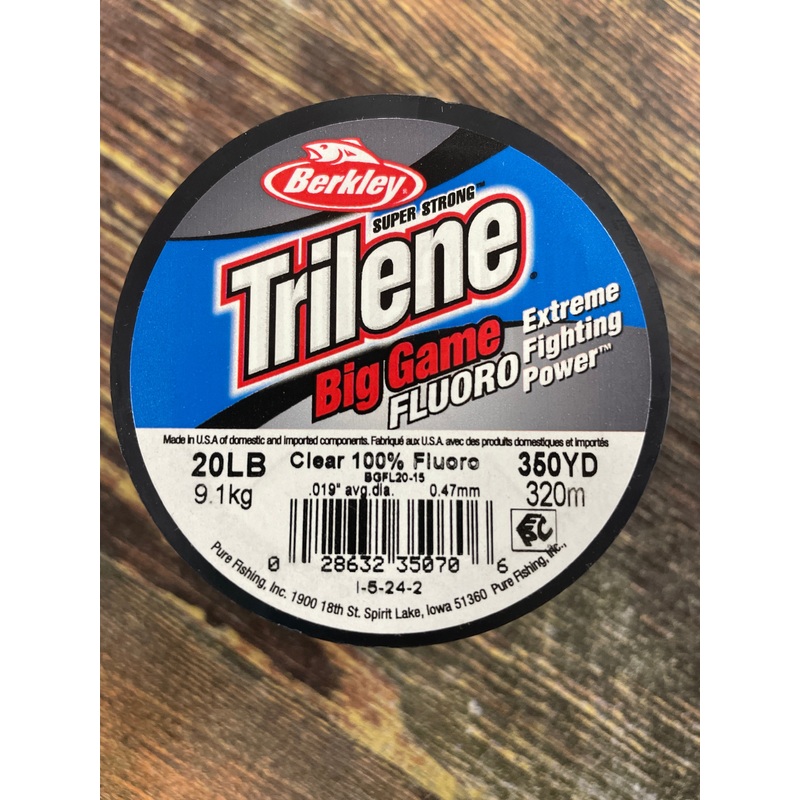 Berkley
SUPER STRONG™
Trilene®
Big Game
FLUORO
Extreme
Fighting
Power™
Made in U.S.A of domestic and imported components. Fabriqué aux U.S.A. avec des produits domestiques et importés
20LB Clear 100% Fluoro 350YD
BGFL20-15
9.1kg .019" avg.dia. 0.47mm 320m
0 28632 35070 6
I-5-24-2
Pure Fishing, Inc. 1900 18th St. Spirit Lake, Iowa 51360 Pure Fishing, Inc.,